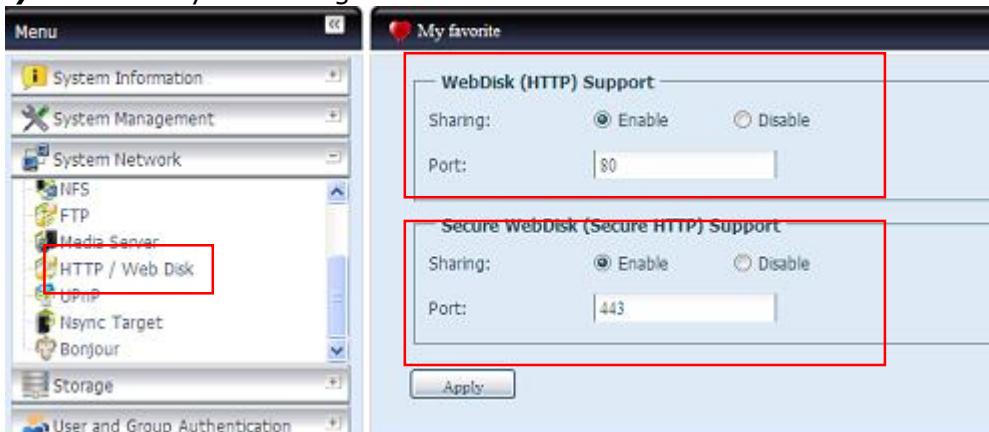 Menu
System Information
System Management
System Network
NFS
FTP
Media Server
HTTP / Web Disk
UPnP
Nsync Target
Bonjour
Storage
User and Group Authentication
My favorite
WebDisk (HTTP) Support
Sharing: Enable Disable
Port: 80
Secure WebDisk (Secure HTTP) Support
Sharing: Enable Disable
Port: 443
Apply